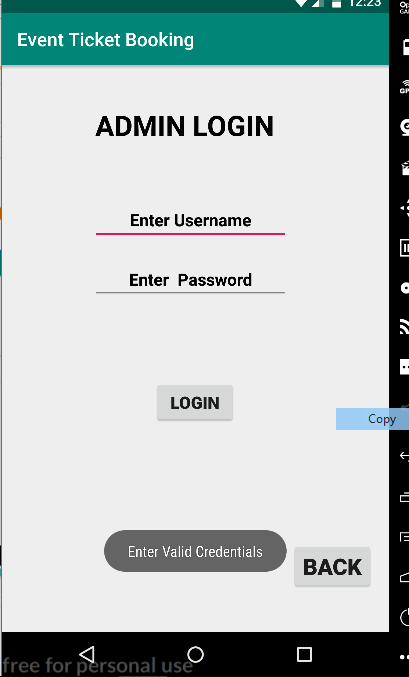 12:23
Event Ticket Booking
ADMIN LOGIN
Enter Username
Enter  Password
LOGIN
Copy
Enter Valid Credentials
BACK
free for personal use